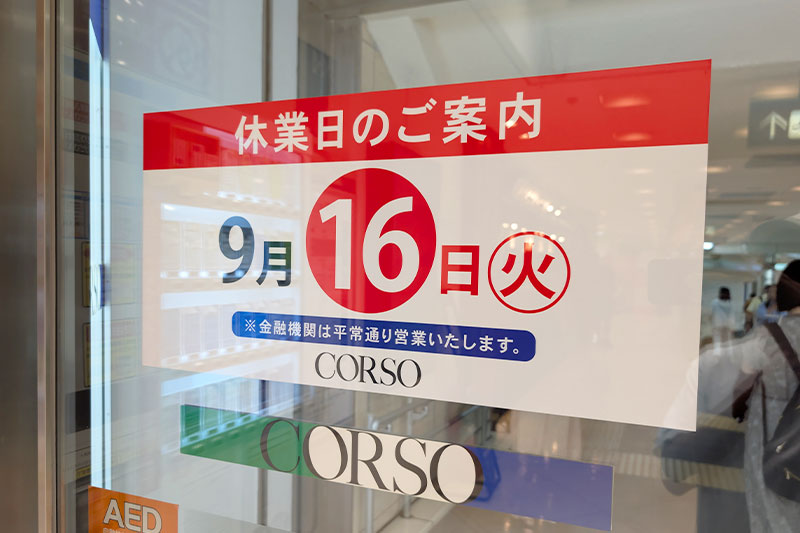 休業日のご案内
9月16日㊋
※金融機関は平常通り営業いたします。
CORSO
CORSO
AED